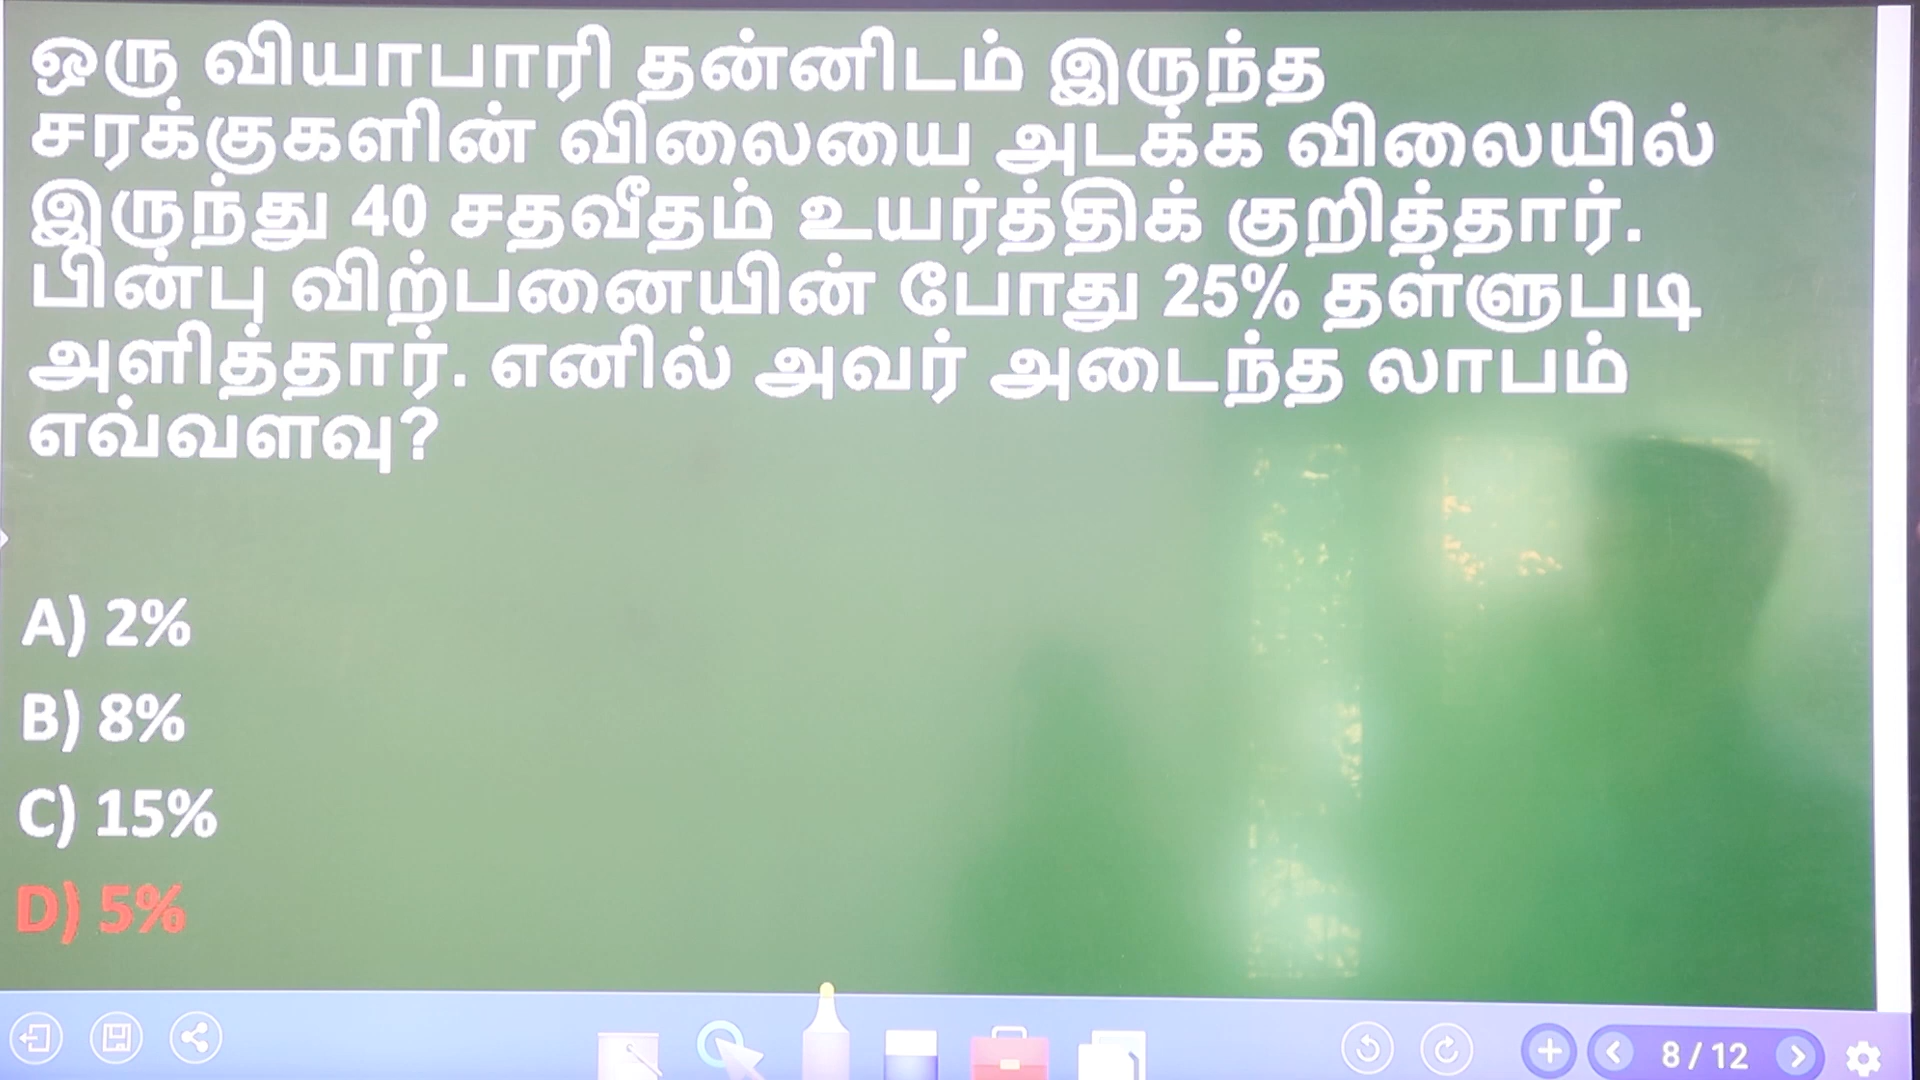 ஒரு வியாபாரி தன்னிடம் இருந்த
சரக்குகளின் விலையை அடக்க விலையில்
இருந்து 40 சதவீதம் உயர்த்திக் குறித்தார்.
பின்பு விற்பனையின் போது 25% தள்ளுபடி
அளித்தார். எனில் அவர் அடைந்த லாபம்
எவ்வளவு?
A) 2%
B) 8%
C) 15%
D) 5%
8 / 12